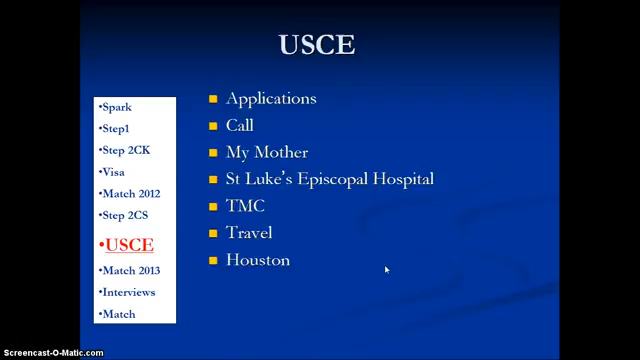 USCE
•Spark
•Step1
•Step 2CK
•Visa
•Match 2012
•Step 2CS
•USCE
•Match 2013
•Interviews
•Match
Applications
Call
My Mother
St Luke's Episcopal Hospital
TMC
Travel
Houston
Screencast-O-Matic.com